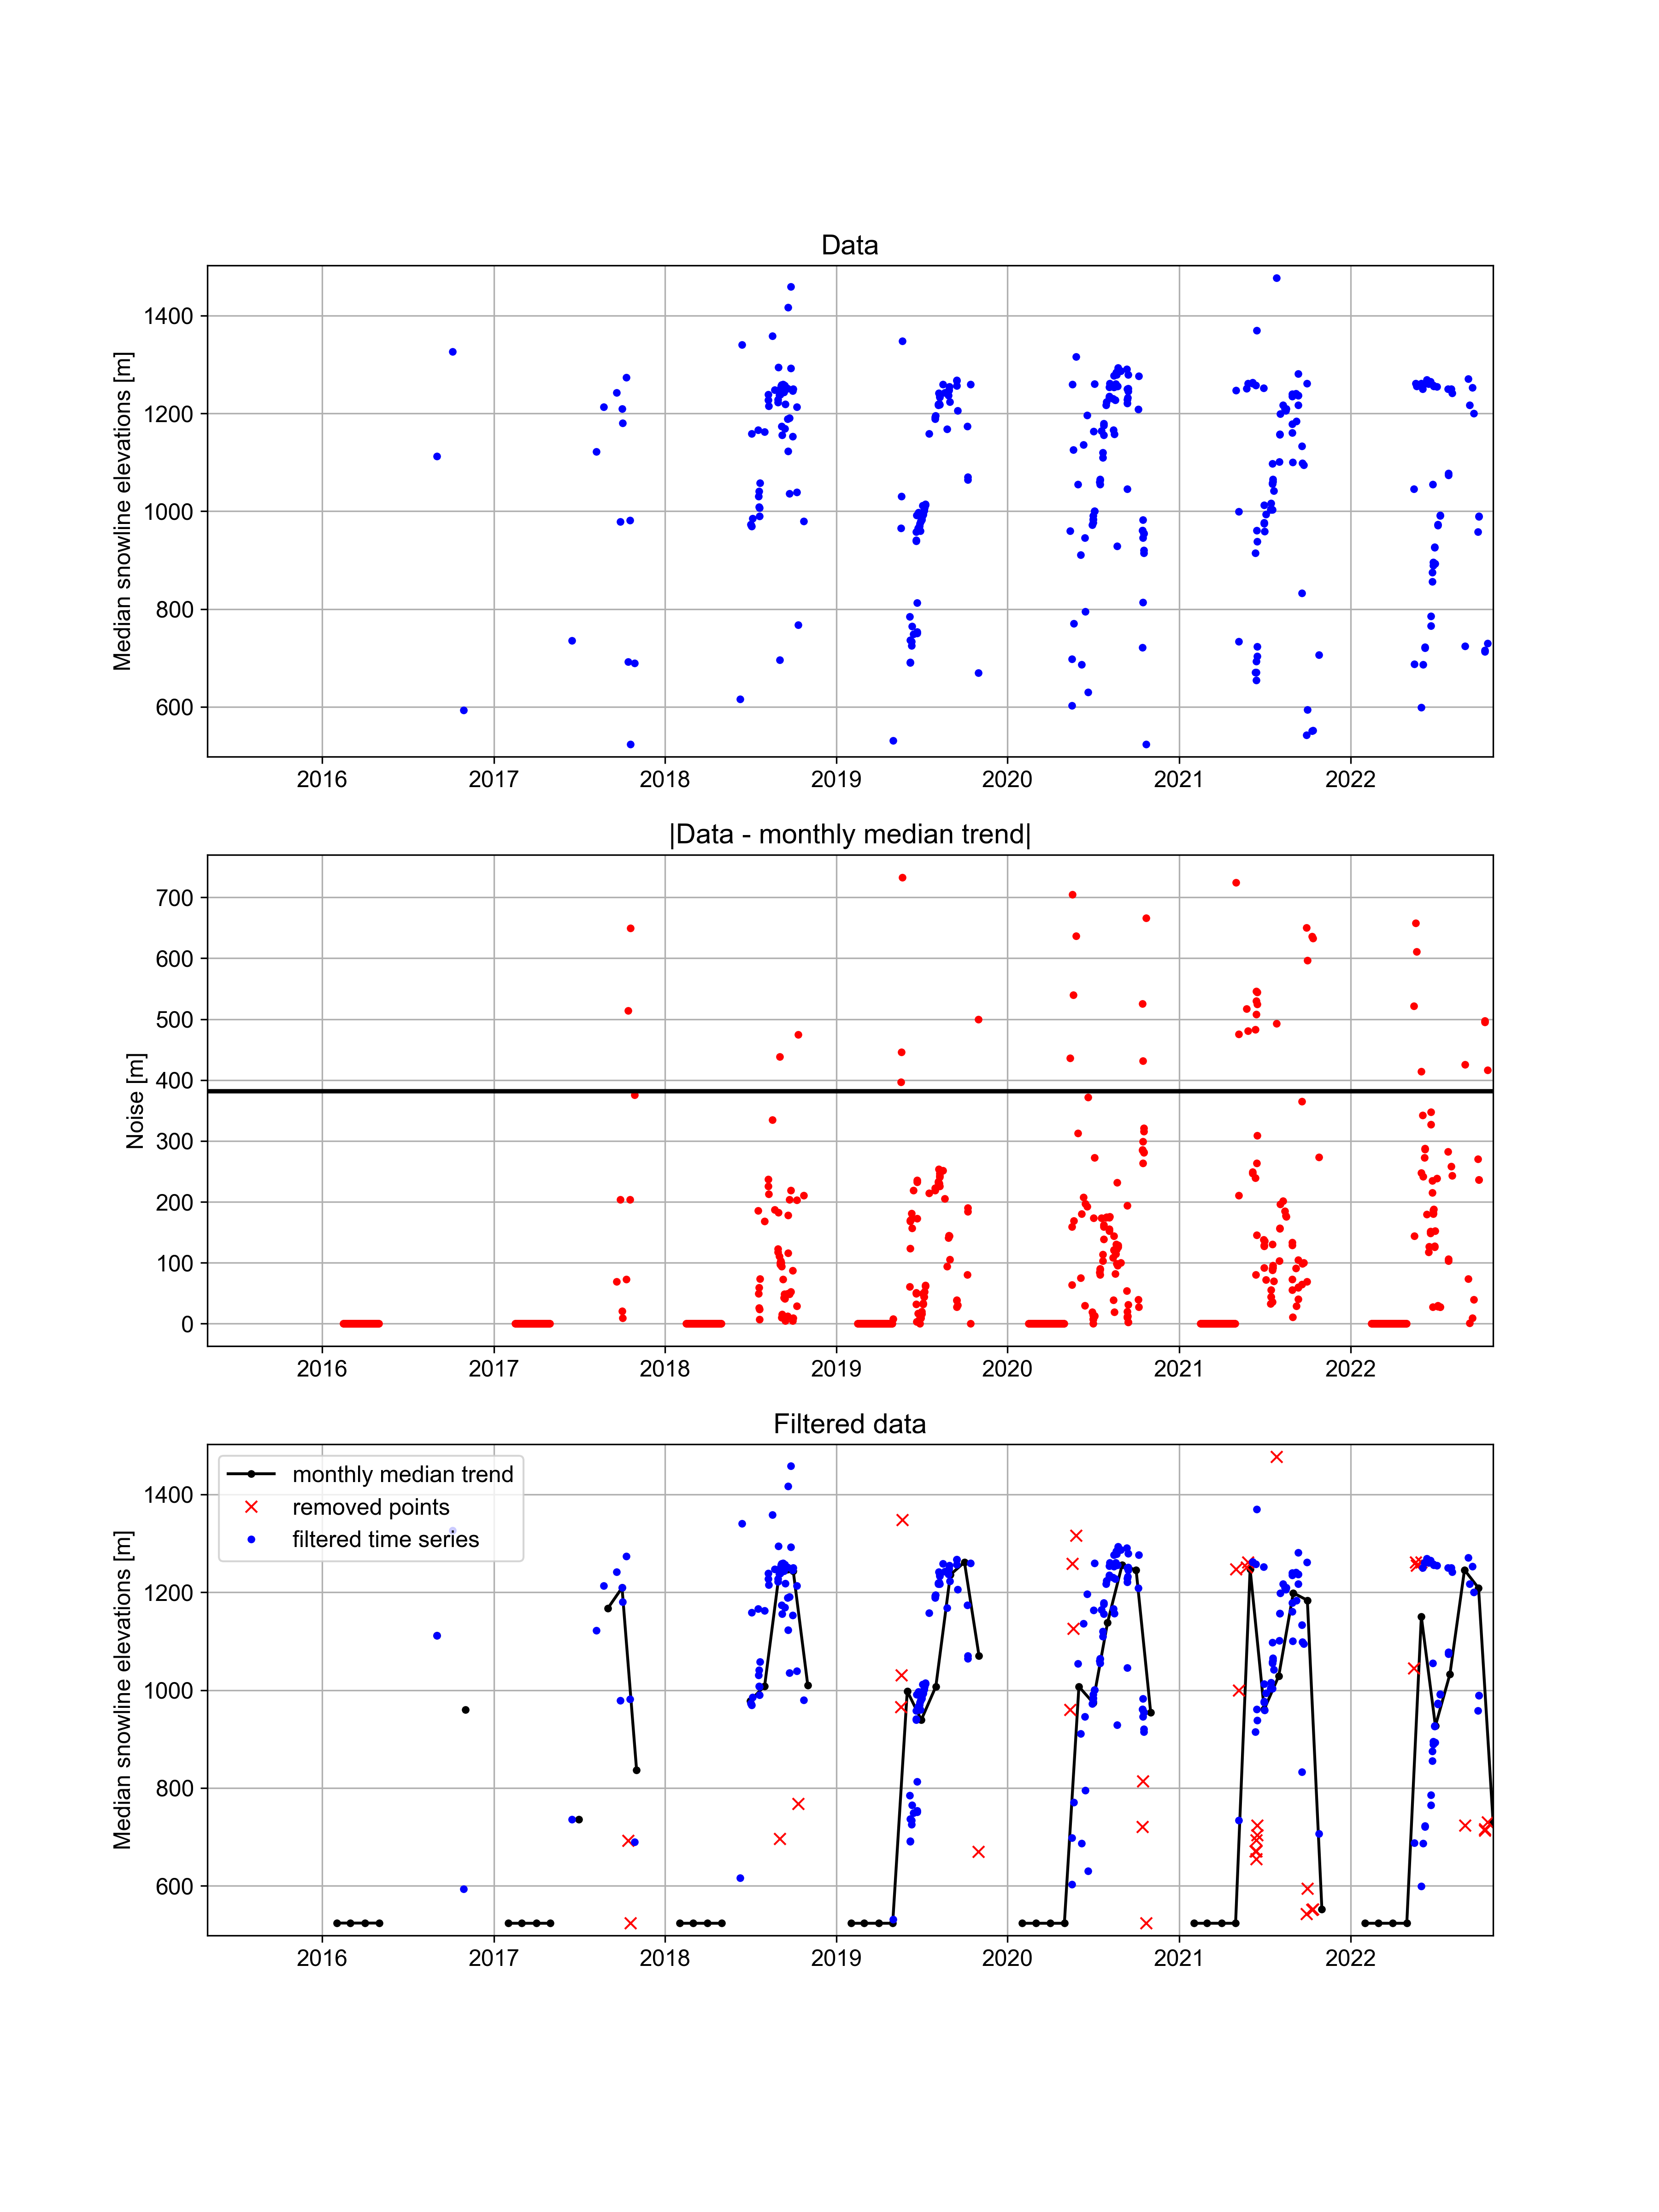 Data
Median snowline elevations [m]
1400
1200
1000
800
600
2016 2017 2018 2019 2020 2021 2022
|Data - monthly median trend|
Noise [m]
700
600
500
400
300
200
100
0
2016 2017 2018 2019 2020 2021 2022
Filtered data
Median snowline elevations [m]
1400
1200
1000
800
600
monthly median trend
removed points
filtered time series
2016 2017 2018 2019 2020 2021 2022